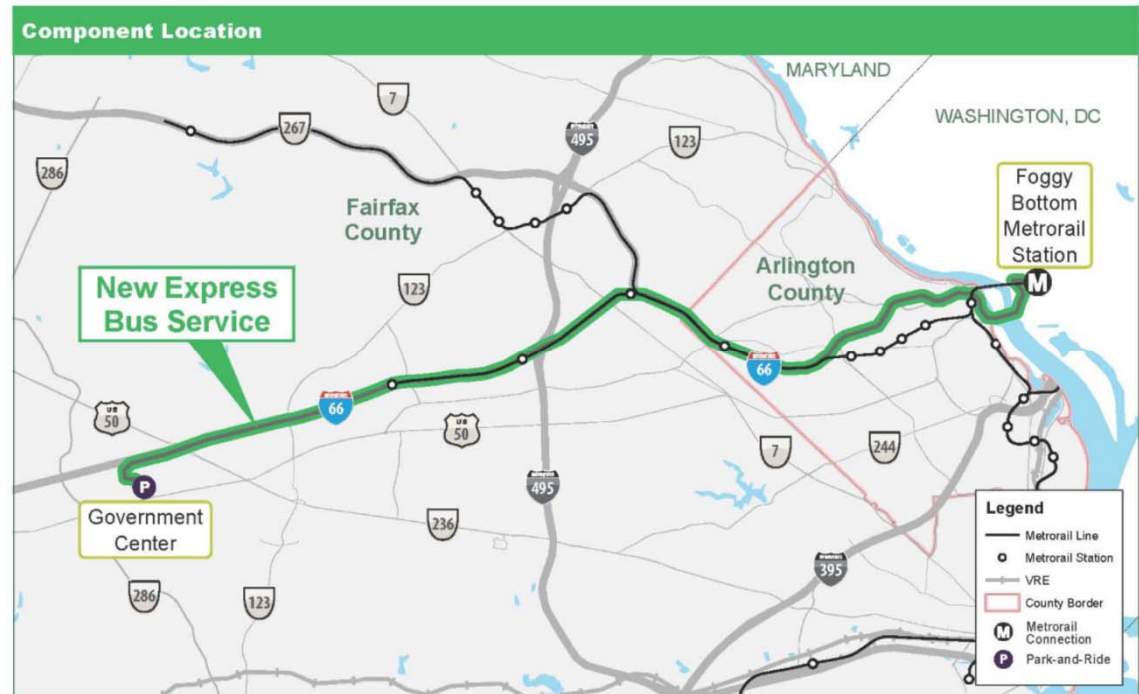 Component Location
MARYLAND
WASHINGTON, DC
7
267
495
123
286
Foggy
Bottom
Metrorail
Station
M
Fairfax
County
Arlington
County
123
New Express
Bus Service
66
66
US
50
US
50
7
244
P
495
Government
Center
236
395
286
123
Legend
Metrorail Line
Metrorail Station
VRE
County Border
M
Metrorail
Connection
P
Park-and-Ride